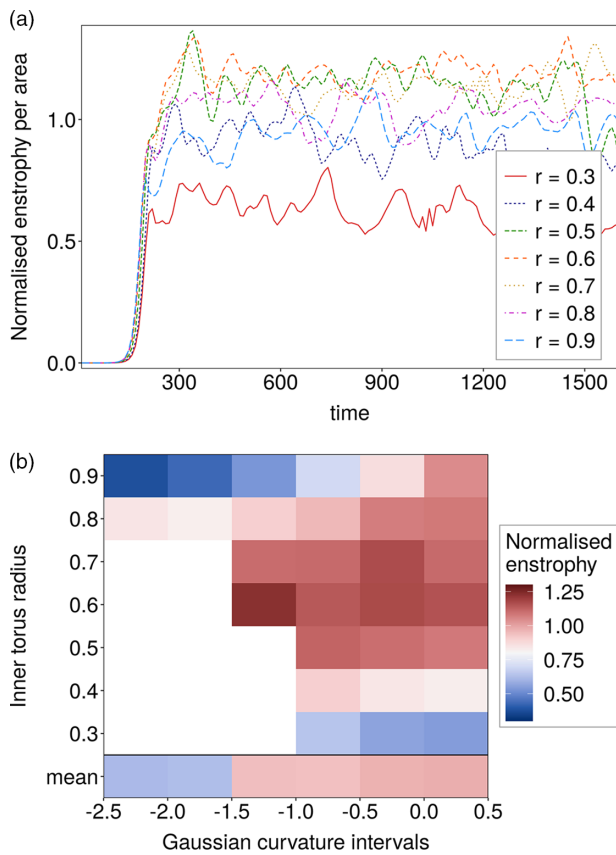 (a)
Normalised enstrophy per area
1.0
0.5
0.0
r = 0.3
r = 0.4
r = 0.5
r = 0.6
r = 0.7
r = 0.8
r = 0.9
300
600
900
1200
1500
time
(b)
Inner torus radius
0.9
0.8
0.7
0.6
0.5
0.4
0.3
mean
-2.5
-2.0
-1.5
-1.0
-0.5
0.0
0.5
Gaussian curvature intervals
Normalised
enstrophy
1.25
1.00
0.75
0.50